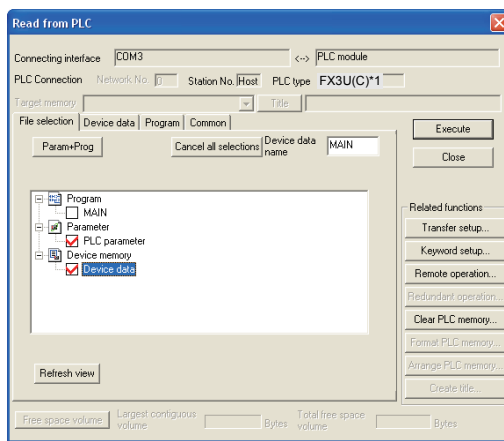 Read from PLC
Connecting interface COM3 <--> PLC module
PLC Connection Network No. 0 Station No. Host PLC type FX3U(C)*1
Target memory Title
File selection Device data Program Common
Execute
Param+Prog Cancel all selections Device data name MAIN
Close
Program
MAIN
Parameter
PLC parameter
Device memory
Device data
Related functions
Transfer setup...
Keyword setup...
Remote operation...
Redundant operation...
Clear PLC memory...
Format PLC memory...
Arrange PLC memory...
Create title...
Refresh view
Free space volume Largest contiguous volume Bytes Total free space volume Bytes